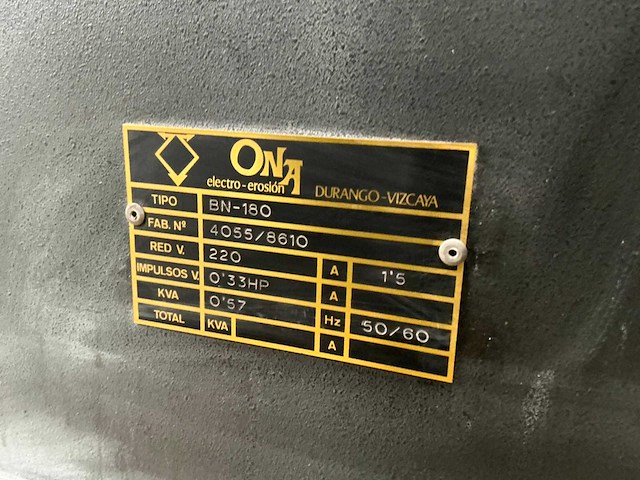 ONA
electro-erosión DURANGO-VIZCAYA
TIPO BN-180
FAB. Nº 4055/8610
RED V. 220 A 1'5
IMPULSOS V. 0'33HP A
KVA 0'57 Hz 50/60
TOTAL KVA A